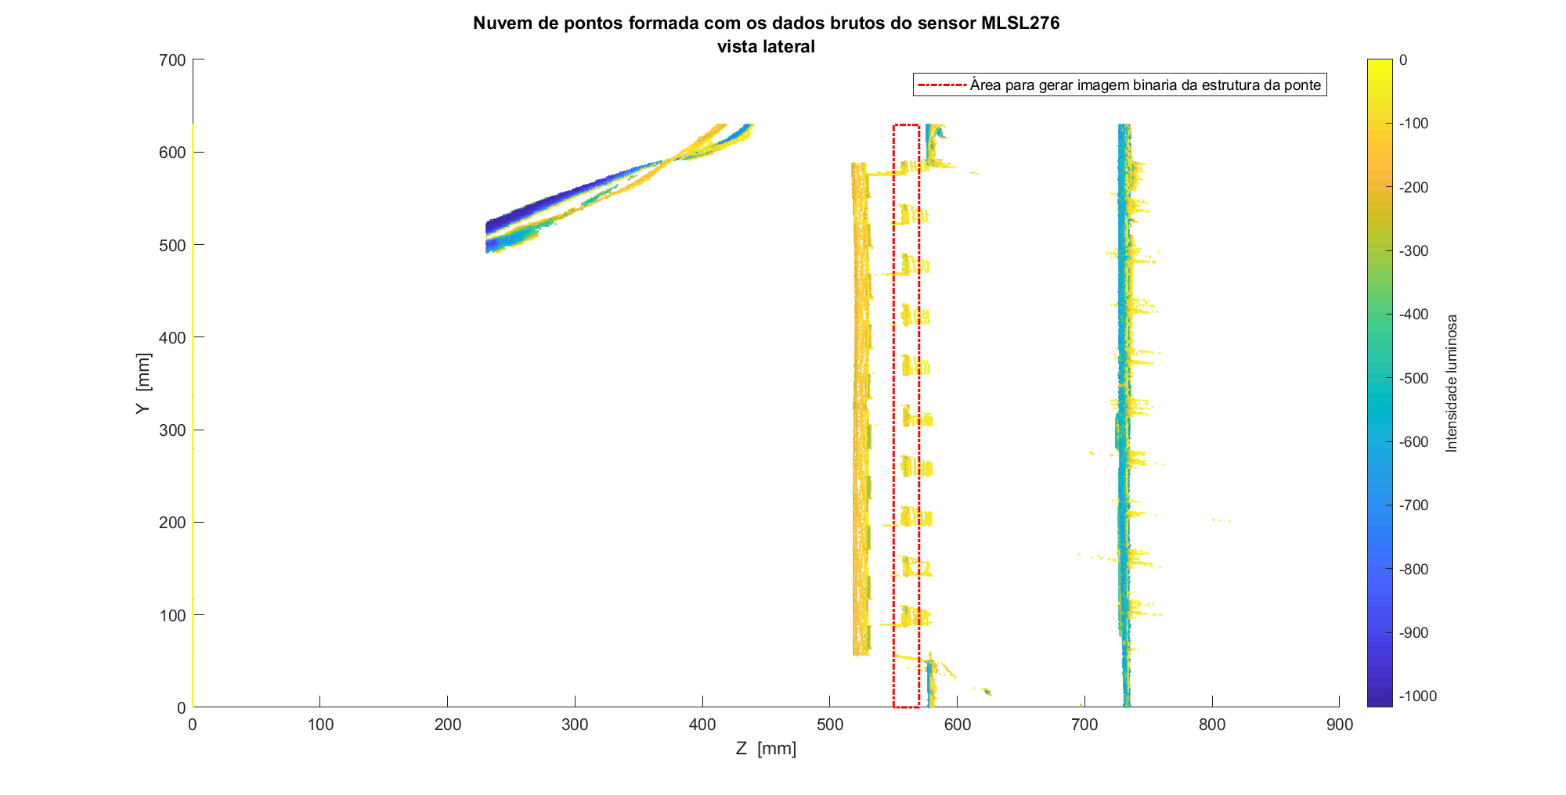 Nuvem de pontos formada com os dados brutos do sensor MLSL276
vista lateral
Área para gerar imagem binaria da estrutura da ponte
700
600
500
400
300
200
100
0
Y [mm]
0 100 200 300 400 500 600 700 800 900
Z [mm]
0
-100
-200
-300
-400
-500
-600
-700
-800
-900
-1000
Intensidade luminosa